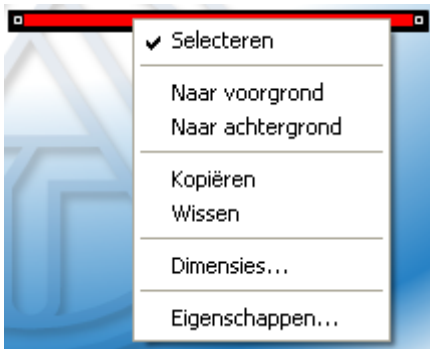 Selecteren
Naar voorgrond
Naar achtergrond
Kopiëren
Wissen
Dimensies...
Eigenschappen...